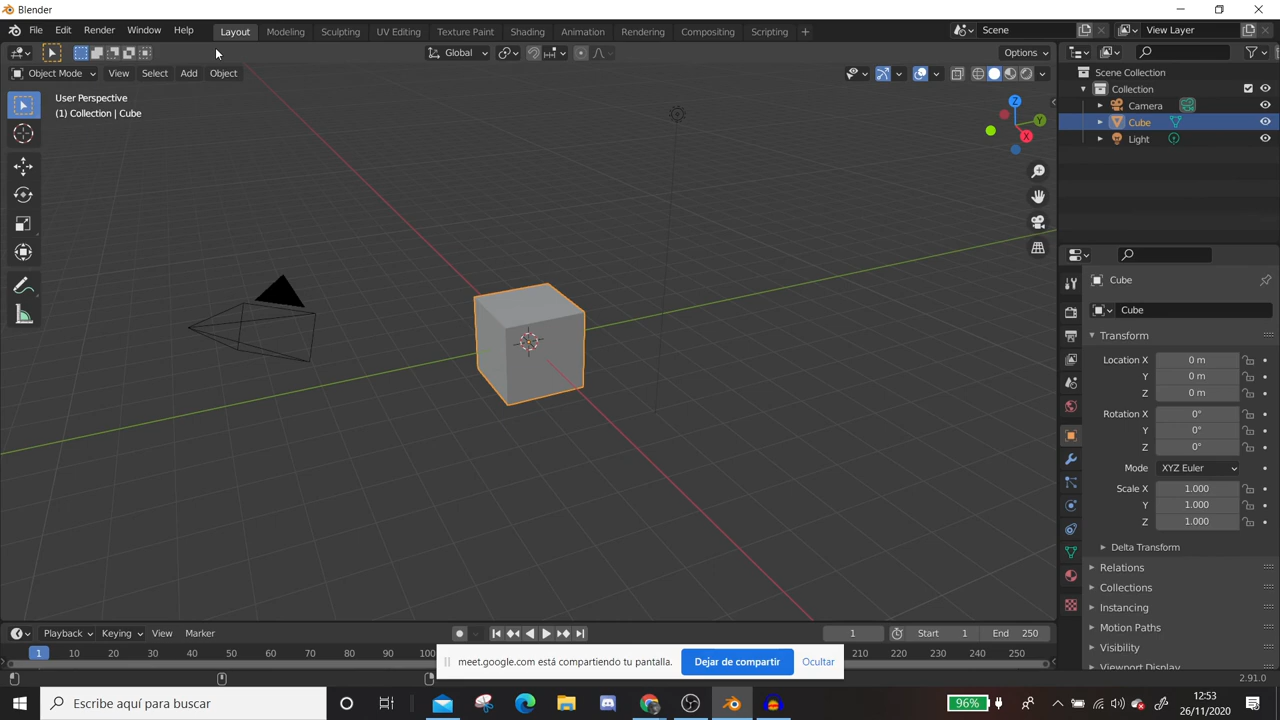 Blender
File Edit Render Window Help Layout Modeling Sculpting UV Editing Texture Paint Shading Animation Rendering Compositing Scripting + Scene View Layer
Global Options
Object Mode View Select Add Object
User Perspective
(1) Collection | Cube
Z
Y
X
Scene Collection
Collection
Camera
Cube
Light
Cube
Cube
Transform
Location X 0 m
Y 0 m
Z 0 m
Rotation X 0°
Y 0°
Z 0°
Mode XYZ Euler
Scale X 1.000
Y 1.000
Z 1.000
Delta Transform
Relations
Collections
Instancing
Motion Paths
Visibility
Viewport Display
Playback Keying View Marker 1 Start 1 End 250
1 10 20 30 40 50 60 70 80 90 100 210 220 230 240 250
meet.google.com está compartiendo tu pantalla. Dejar de compartir Ocultar
2.91.0
Escribe aquí para buscar
96%
12:53
26/11/2020